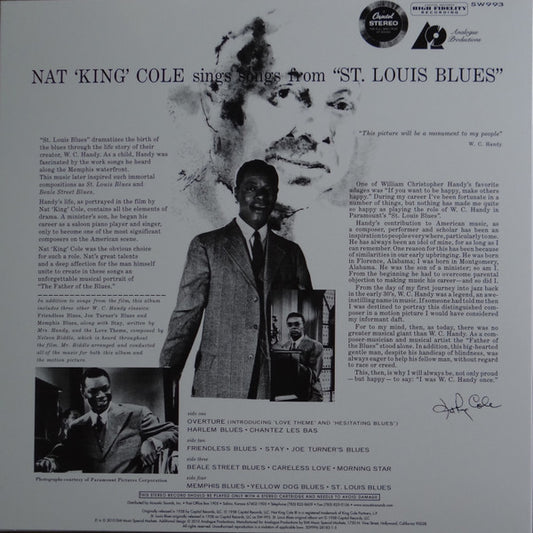 HIGH FIDELITY
RECORDING
SW993
Capitol
STEREO
Analogue
Productions
NAT ‘KING’ COLE sings songs from “ST. LOUIS BLUES”
“This picture will be a monument to my people”
W. C. Handy
“St. Louis Blues” dramatizes the birth of
the blues through the life story of their
creator, W. C. Handy. As a child, Handy was
fascinated by the work songs he heard
along the Memphis waterfront.
This music later inspired such immortal
compositions as St. Louis Blues and
Beale Street Blues.
Handy's life, as portrayed in the film by
Nat ‘King’ Cole, contains all the elements of
drama. A minister's son, he began his
career as a saloon piano player and singer,
only to become one of the most significant
composers on the American scene.
Nat ‘King’ Cole was the obvious choice
for such a role. Nat's great talents
and a deep affection for the man himself
unite to create in these songs an
unforgettable musical portrait of
“The Father of the Blues.”
In addition to songs from the film, this album
includes three other W. C. Handy classics
Friendless Blues, Joe Turner's Blues and
Memphis Blues, along with Stay, written by
Mrs. Handy, and the Love Theme, composed by
Nelson Riddle, which is heard throughout
the film. Mr. Riddle arranged and conducted
all of the music for both this album and
the motion picture.
One of William Christopher Handy's favorite
adages was “If you want to be happy, make others
happy.” During my career I've been fortunate in a
number of things, but nothing has made me quite
so happy as playing the role of W. C. Handy in
Paramount's “St. Louis Blues”.
Handy's contribution to American music, as
a composer, performer and scholar has been an
inspiration to people everywhere, particularly to me.
He has always been an idol of mine, for as long as I
can remember. One reason for this has been because
of similarities in our early upbringing. He was born in
Florence, Alabama; I was born in Montgomery,
Alabama. He was the son of a minister; so am I.
From the beginning he had to overcome parental
objection to making music his career—and so did I.
From the day of my first journey into jazz back
in the early 30's, W. C. Handy was a legend, an awe-
instilling name in music. If someone had told me then
I was destined to portray this distinguished com-
poser in a motion picture I would have considered
my informant daft.
For to my mind, then, as today, there was no
greater musical giant than W. C. Handy. As a com-
poser-musician and musical artist the “Father of
the Blues” stood alone. In addition, this big-hearted
gentle man, despite his handicap of blindness, was
always eager to help his fellow man, without regard
to race or creed.
This, then, is why I will always be, not only proud
—but happy—to say: “I was W. C. Handy once.”
Nat Cole
side one
OVERTURE (INTRODUCING ‘LOVE THEME’ AND ‘HESITATING BLUES’)
HARLEM BLUES • CHANTEZ LES BAS
side two
FRIENDLESS BLUES • STAY • JOE TURNER'S BLUES
side three
BEALE STREET BLUES • CARELESS LOVE • MORNING STAR
side four
MEMPHIS BLUES • YELLOW DOG BLUES • ST. LOUIS BLUES
Photographs courtesy of Paramount Pictures Corporation
THIS STEREO RECORD SHOULD BE PLAYED ONLY WITH A STEREO CARTRIDGE AND NEEDLE TO AVOID DAMAGE.